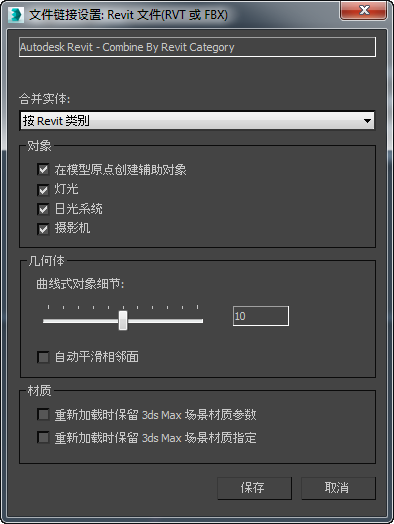 文件链接设置: Revit 文件(RVT 或 FBX)
Autodesk Revit - Combine By Revit Category
合并实体:
按 Revit 类别
对象
在模型原点创建辅助对象
灯光
日光系统
摄影机
几何体
曲线式对象细节:
10
自动平滑相邻面
材质
重新加载时保留 3ds Max 场景材质参数
重新加载时保留 3ds Max 场景材质指定
保存
取消